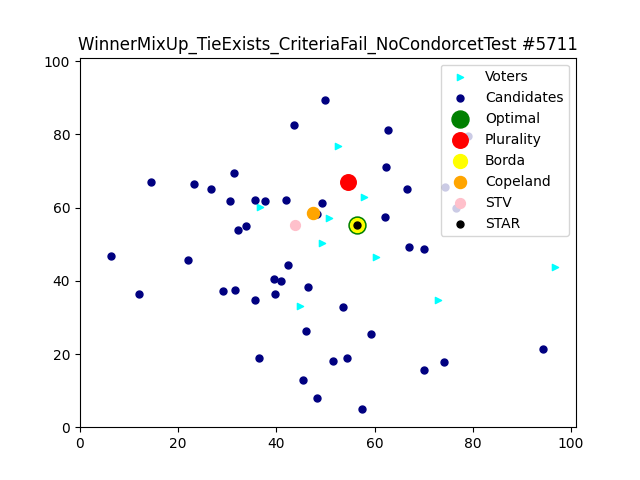 WinnerMixUp_TieExists_CriteriaFail_NoCondorcetTest #5711
100
80
60
40
20
0
0 20 40 60 80 100
Voters
Candidates
Optimal
Plurality
Borda
Copeland
STV
STAR